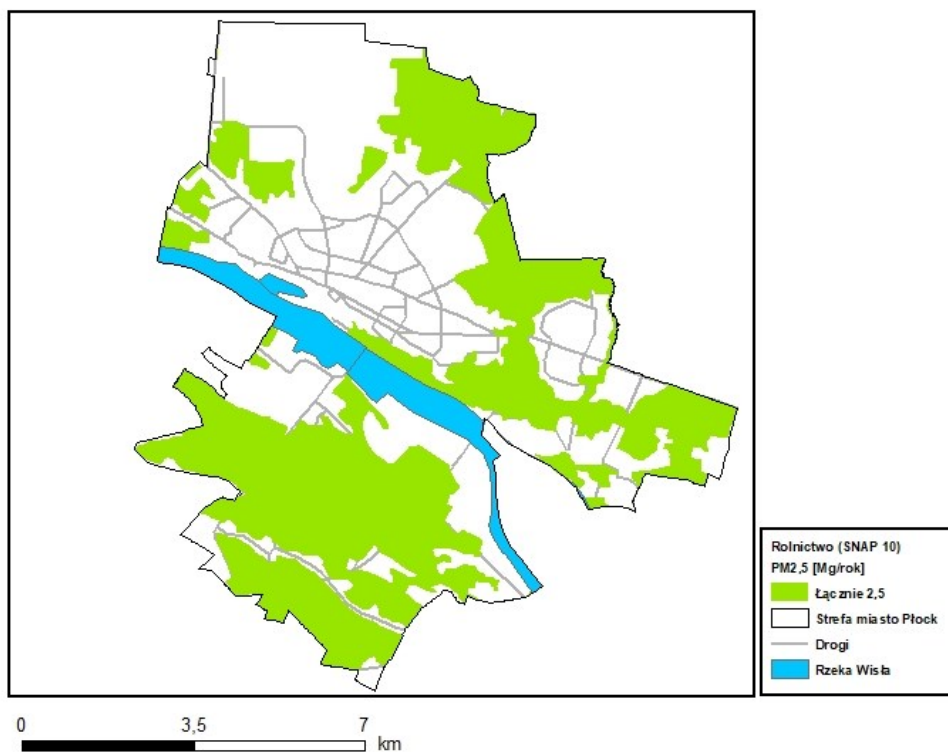 Rolnictwo (SNAP 10)
PM2,5 [Mg/rok]
Łącznie 2,5
Strefa miasto Płock
Drogi
Rzeka Wisła
0 3,5 7
km